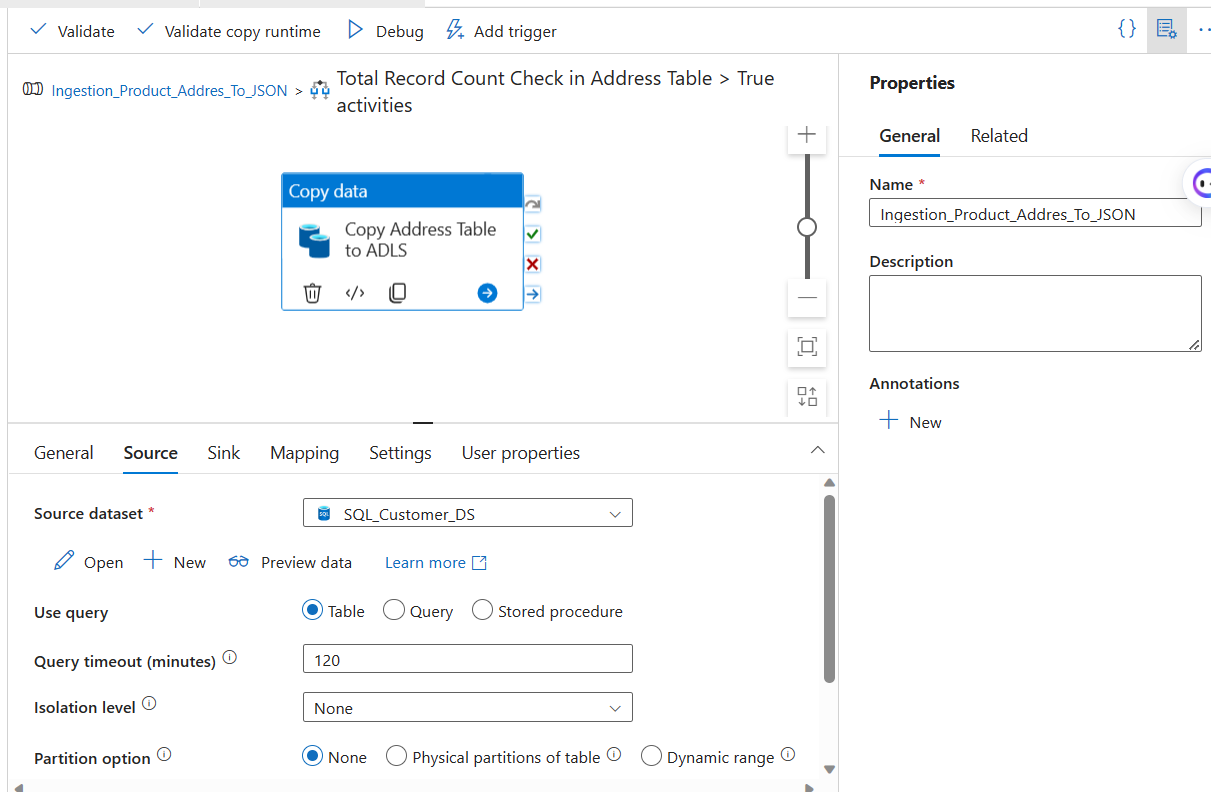 Validate
Validate copy runtime
Debug
Add trigger
{}
Ingestion_Product_Addres_To_JSON >
Total Record Count Check in Address Table > True
activities
Copy data
Copy Address Table
to ADLS
General
Source
Sink
Mapping
Settings
User properties
Source dataset *
SQL SQL_Customer_DS
Open
New
Preview data
Learn more
Use query
Table
Query
Stored procedure
Query timeout (minutes)
120
Isolation level
None
Partition option
None
Physical partitions of table
Dynamic range
Properties
General
Related
Name *
Ingestion_Product_Addres_To_JSON
Description
Annotations
New